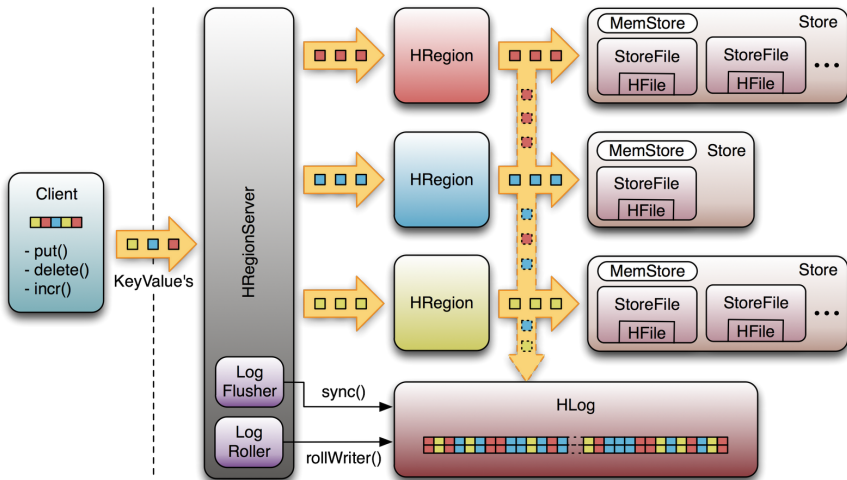 Client
- put()
- delete()
- incr()
KeyValue's
HRegionServer
Log
Flusher
Log
Roller
sync()
rollWriter()
HRegion
MemStore
Store
StoreFile
HFile
StoreFile
HFile
...
HRegion
MemStore
Store
StoreFile
HFile
HRegion
MemStore
Store
StoreFile
HFile
StoreFile
HFile
...
HLog